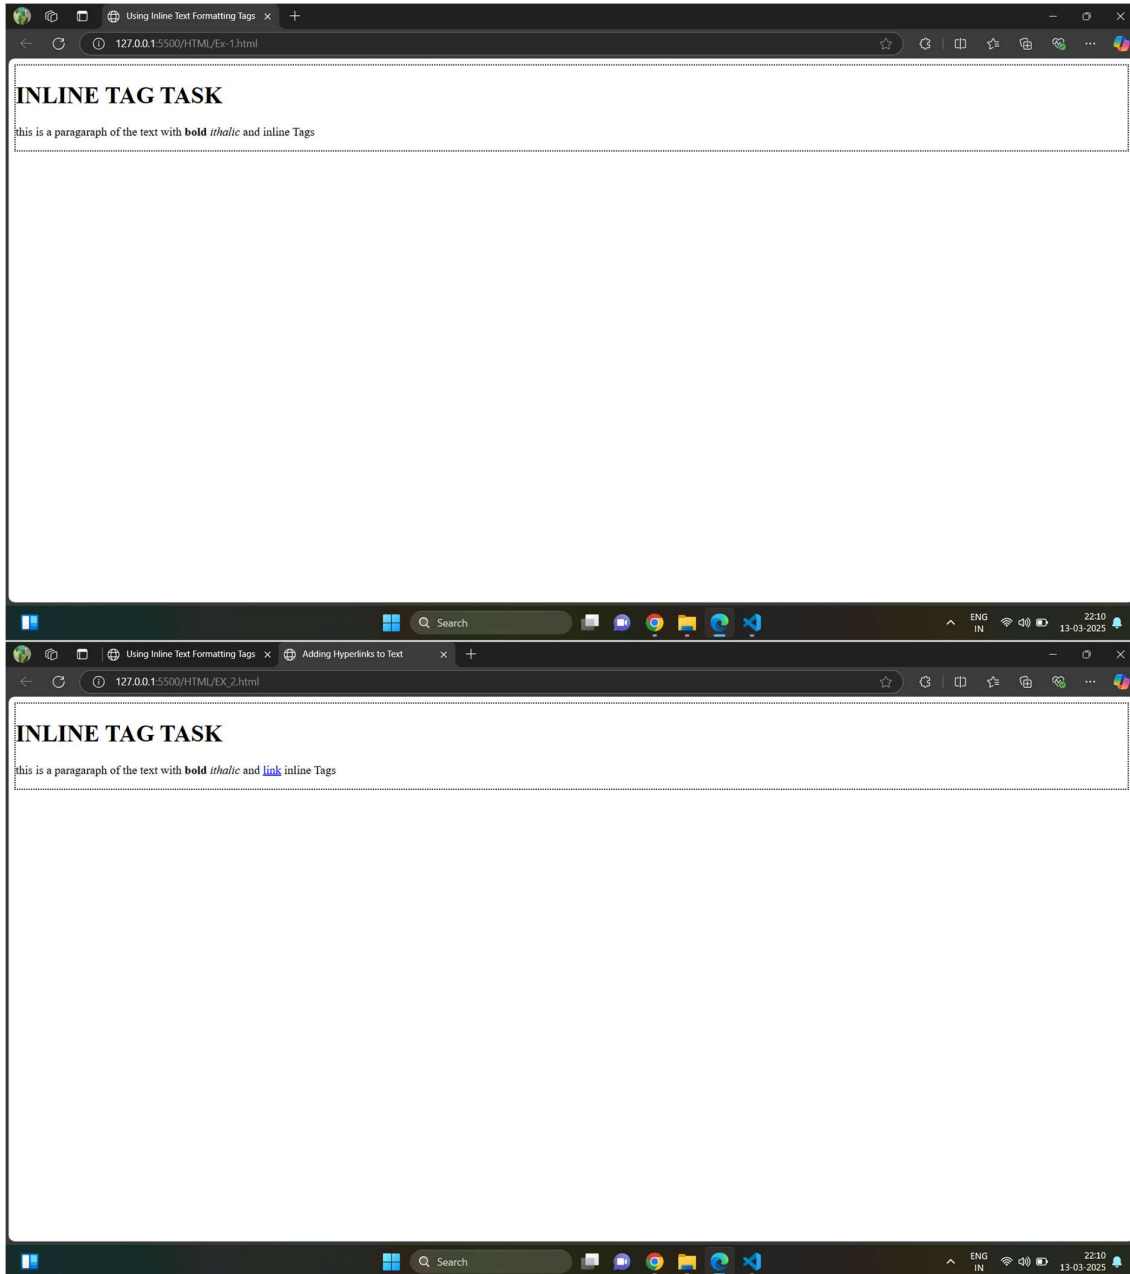 Using Inline Text Formatting Tags
127.0.0.1:5500/HTML/Ex-1.html
INLINE TAG TASK
this is a paragaraph of the text with bold ithalic and inline Tags
Search
ENG
IN
22:10
13-03-2025
Using Inline Text Formatting Tags
Adding Hyperlinks to Text
127.0.0.1:5500/HTML/EX_2.html
INLINE TAG TASK
this is a paragaraph of the text with bold ithalic and link inline Tags
Search
ENG
IN
22:10
13-03-2025